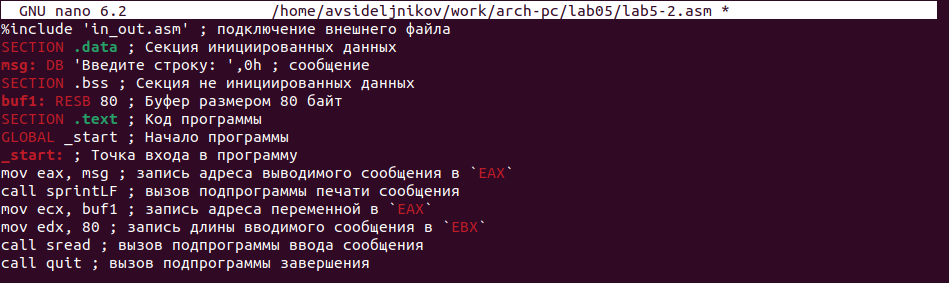 GNU nano 6.2 /home/avsideljnikov/work/arch-pc/lab05/lab5-2.asm *
%include 'in_out.asm' ; подключение внешнего файла
SECTION .data ; Секция инициированных данных
msg: DB 'Введите строку: ',0h ; сообщение
SECTION .bss ; Секция не инициированных данных
buf1: RESB 80 ; Буфер размером 80 байт
SECTION .text ; Код программы
GLOBAL _start ; Начало программы
_start: ; Точка входа в программу
mov eax, msg ; запись адреса выводимого сообщения в `EAX`
call sprintLF ; вызов подпрограммы печати сообщения
mov ecx, buf1 ; запись адреса переменной в `EAX`
mov edx, 80 ; запись длины вводимого сообщения в `EBX`
call sread ; вызов подпрограммы ввода сообщения
call quit ; вызов подпрограммы завершения